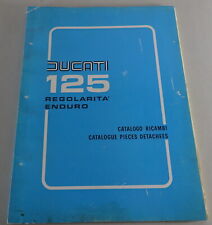 DUCATI
125
REGOLARITA'
ENDURO
CATALOGO RICAMBI
CATALOGUE PIECES DETACHEES